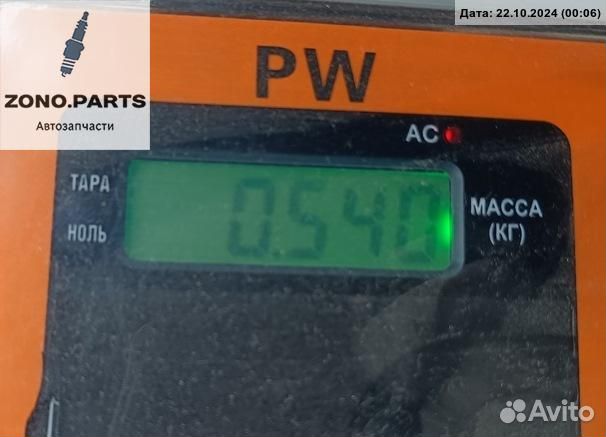 Дата: 22.10.2024 (00:06)
ZONO.PARTS
Автозапчасти
PW
AC
ТАРА
НОЛЬ
0.540
МАССА
(КГ)
Avito